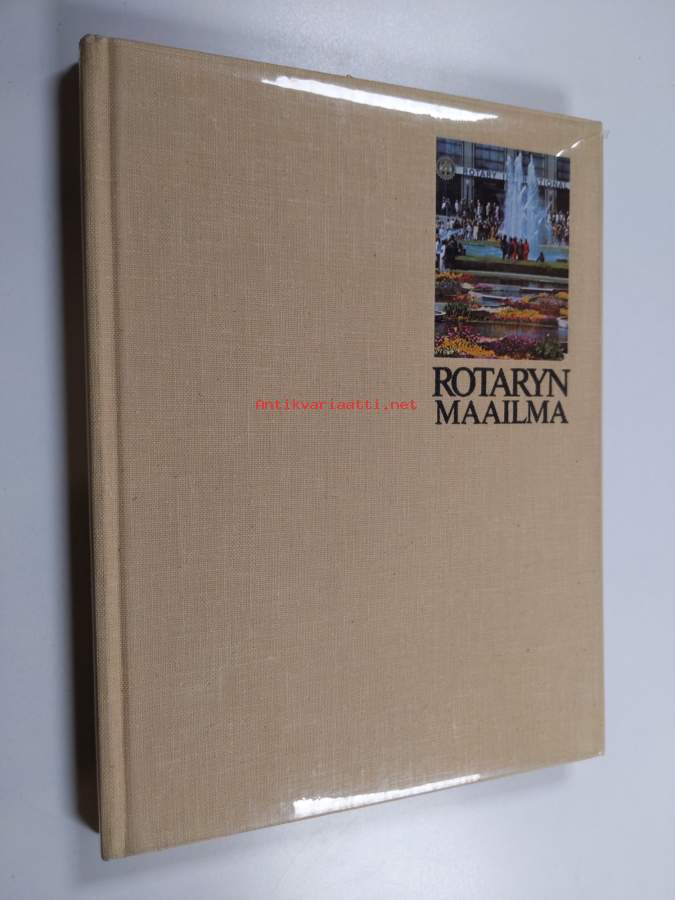 ROTARY INTERNATIONAL
ROTARYN
MAAILMA
Antikvariaatti.net